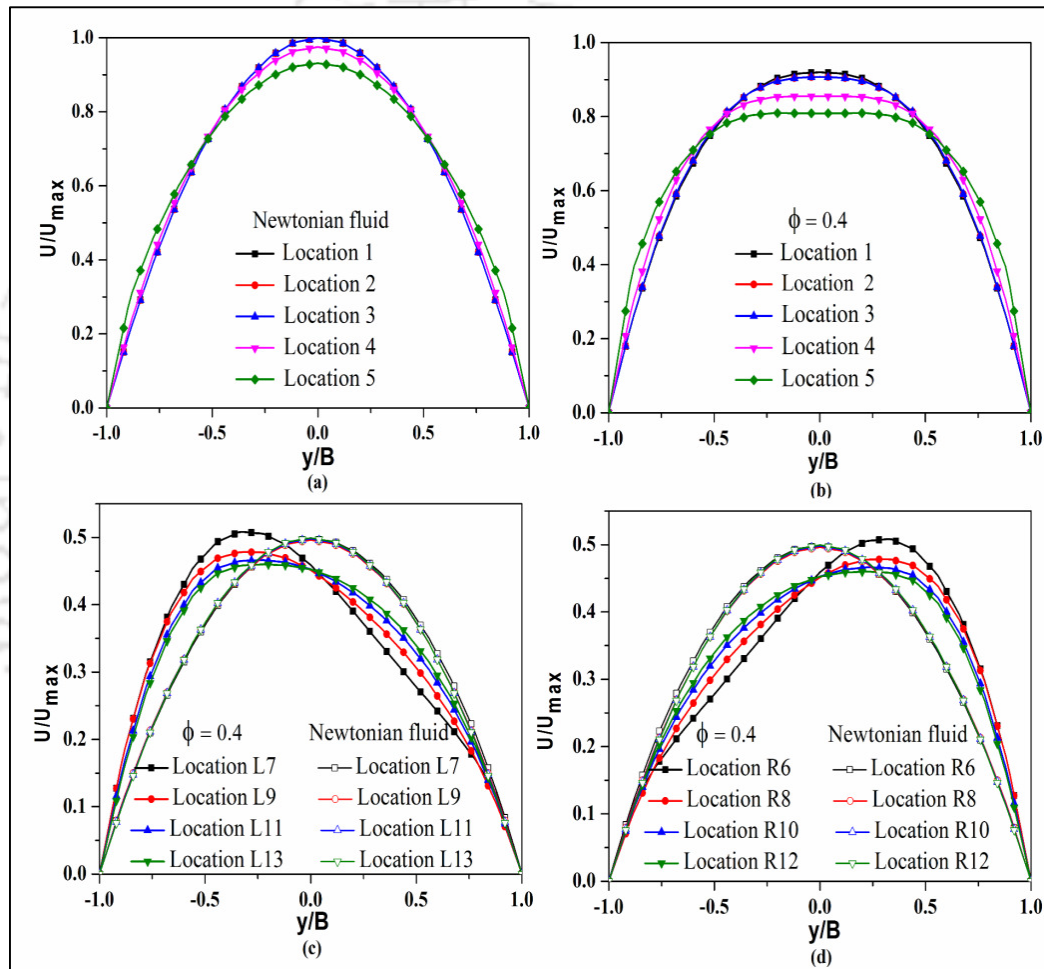 1.0
0.8
0.6
0.4
0.2
0.0
U/Umax
Newtonian fluid
Location 1
Location 2
Location 3
Location 4
Location 5
-1.0 -0.5 0.0 0.5 1.0
y/B
(a)
1.0
0.8
0.6
0.4
0.2
0.0
U/Umax
ϕ = 0.4
Location 1
Location 2
Location 3
Location 4
Location 5
-1.0 -0.5 0.0 0.5 1.0
y/B
(b)
0.5
0.4
0.3
0.2
0.1
0.0
U/Umax
ϕ = 0.4 Newtonian fluid
Location L7 Location L7
Location L9 Location L9
Location L11 Location L11
Location L13 Location L13
-1.0 -0.5 0.0 0.5 1.0
y/B
(c)
0.5
0.4
0.3
0.2
0.1
0.0
U/Umax
ϕ = 0.4 Newtonian fluid
Location R6 Location R6
Location R8 Location R8
Location R10 Location R10
Location R12 Location R12
-1.0 -0.5 0.0 0.5 1.0
y/B
(d)